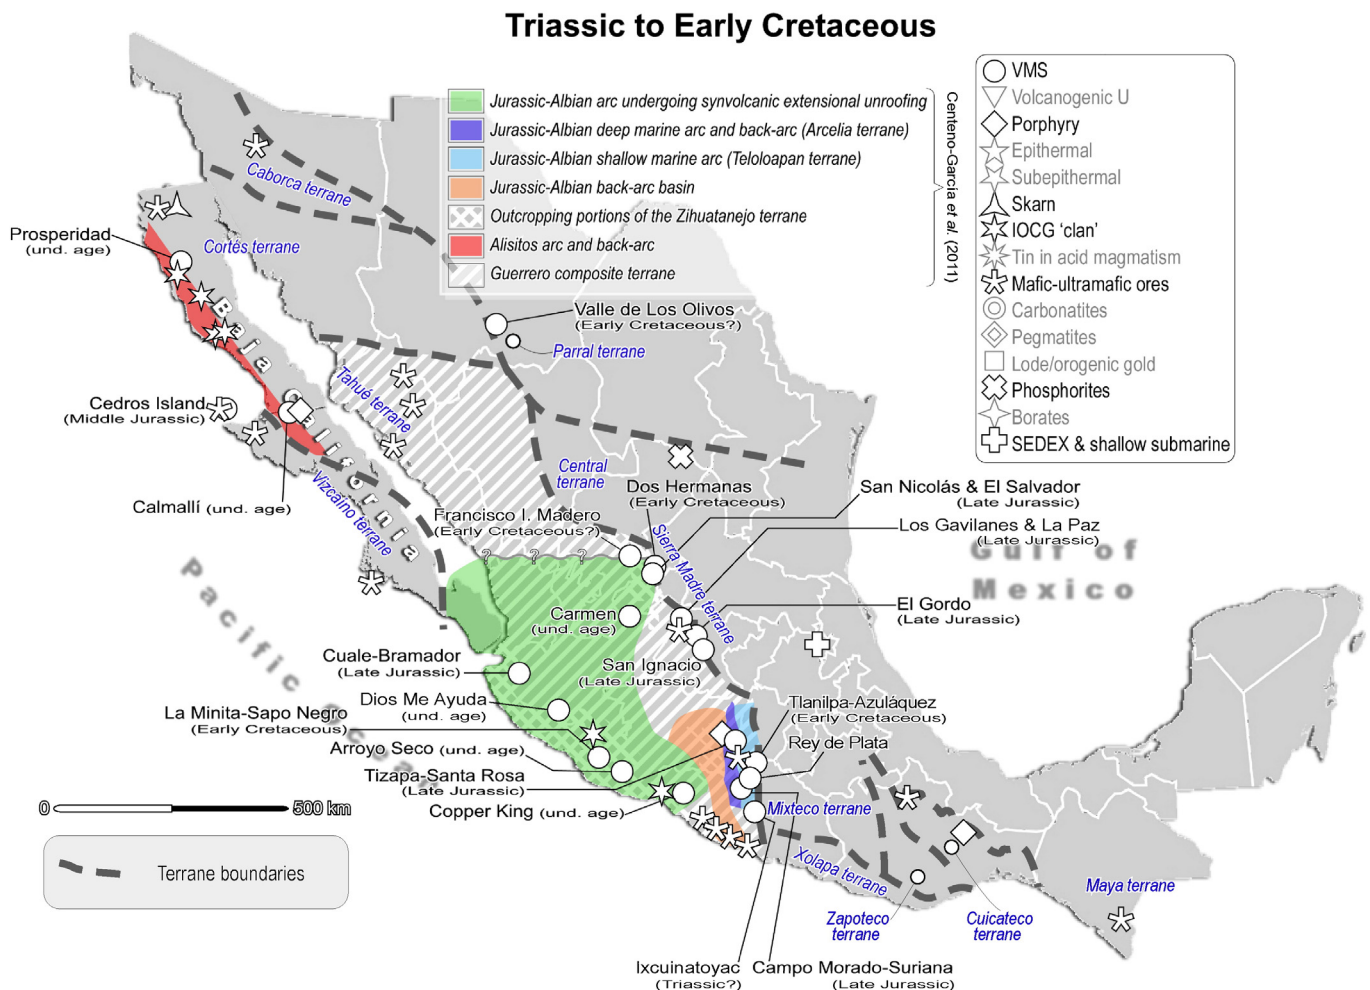 Triassic to Early Cretaceous
Jurassic-Albian arc undergoing synvolcanic extensional unroofing
Jurassic-Albian deep marine arc and back-arc (Arcelia terrane)
Jurassic-Albian shallow marine arc (Teloloapan terrane)
Jurassic-Albian back-arc basin
Outcropping portions of the Zihuatanejo terrane
Alisitos arc and back-arc
Guerrero composite terrane
Centeno-García et al. (2011)
VMS
Volcanogenic U
Porphyry
Epithermal
Subepithermal
Skarn
IOCG ‘clan’
Tin in acid magmatism
Mafic-ultramafic ores
Carbonatites
Pegmatites
Lode/orogenic gold
Phosphorites
Borates
SEDEX & shallow submarine
Caborca terrane
Prosperidad
(und. age)
Cortés terrane
Baja California
Valle de Los Olivos
(Early Cretaceous?)
Parral terrane
Tahué terrane
Cedros Island
(Middle Jurassic)
Calmallí (und. age)
Vizcaíno terrane
Central
terrane
Dos Hermanas
(Early Cretaceous)
San Nicolás & El Salvador
(Late Jurassic)
Francisco I. Madero
(Early Cretaceous?)
Los Gavilanes & La Paz
(Late Jurassic)
Sierra Madre terrane
? ? ?
Gulf of
Mexico
Pacific Ocean
Carmen
(und. age)
El Gordo
(Late Jurassic)
Cuale-Bramador
(Late Jurassic)
San Ignacio
(Late Jurassic)
Dios Me Ayuda
(und. age)
La Minita-Sapo Negro
(Early Cretaceous)
Tlanilpa-Azuláquez
(Early Cretaceous)
Arroyo Seco (und. age)
Rey de Plata
Tizapa-Santa Rosa
(Late Jurassic)
Copper King (und. age)
Mixteco terrane
0 500 km
Xolapa terrane
Terrane boundaries
Maya terrane
Zapoteco
terrane
Cuicateco
terrane
Ixcuinatoyac
(Triassic?)
Campo Morado-Suriana
(Late Jurassic)